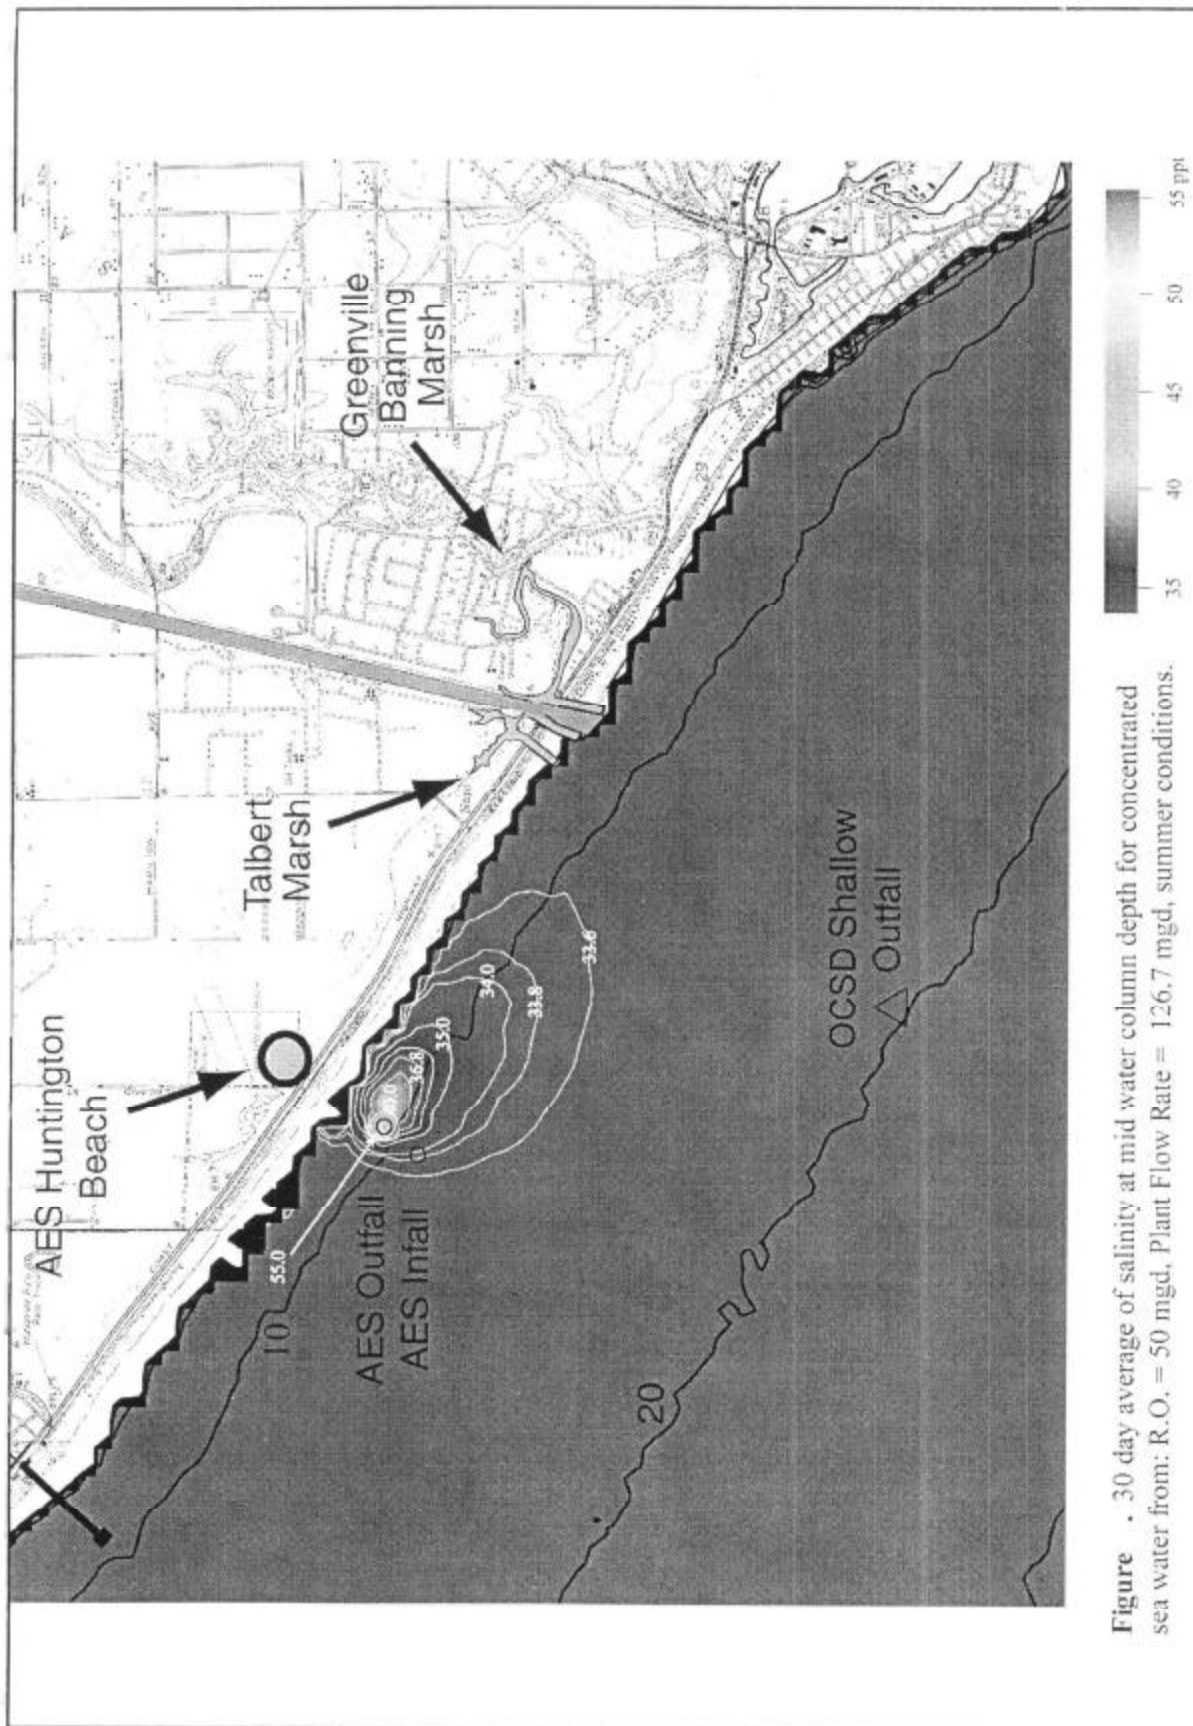 AES Huntington
Beach
Talbert
Marsh
Greenville
Banning
Marsh
10
55.0
AES Outfall
AES Infall
36.8
35.0
34.0
33.8
33.6
20
OCSD Shallow
Outfall
35
40
45
50
55 ppt
Figure . 30 day average of salinity at mid water column depth for concentrated
sea water from: R.O. = 50 mgd, Plant Flow Rate = 126.7 mgd, summer conditions.